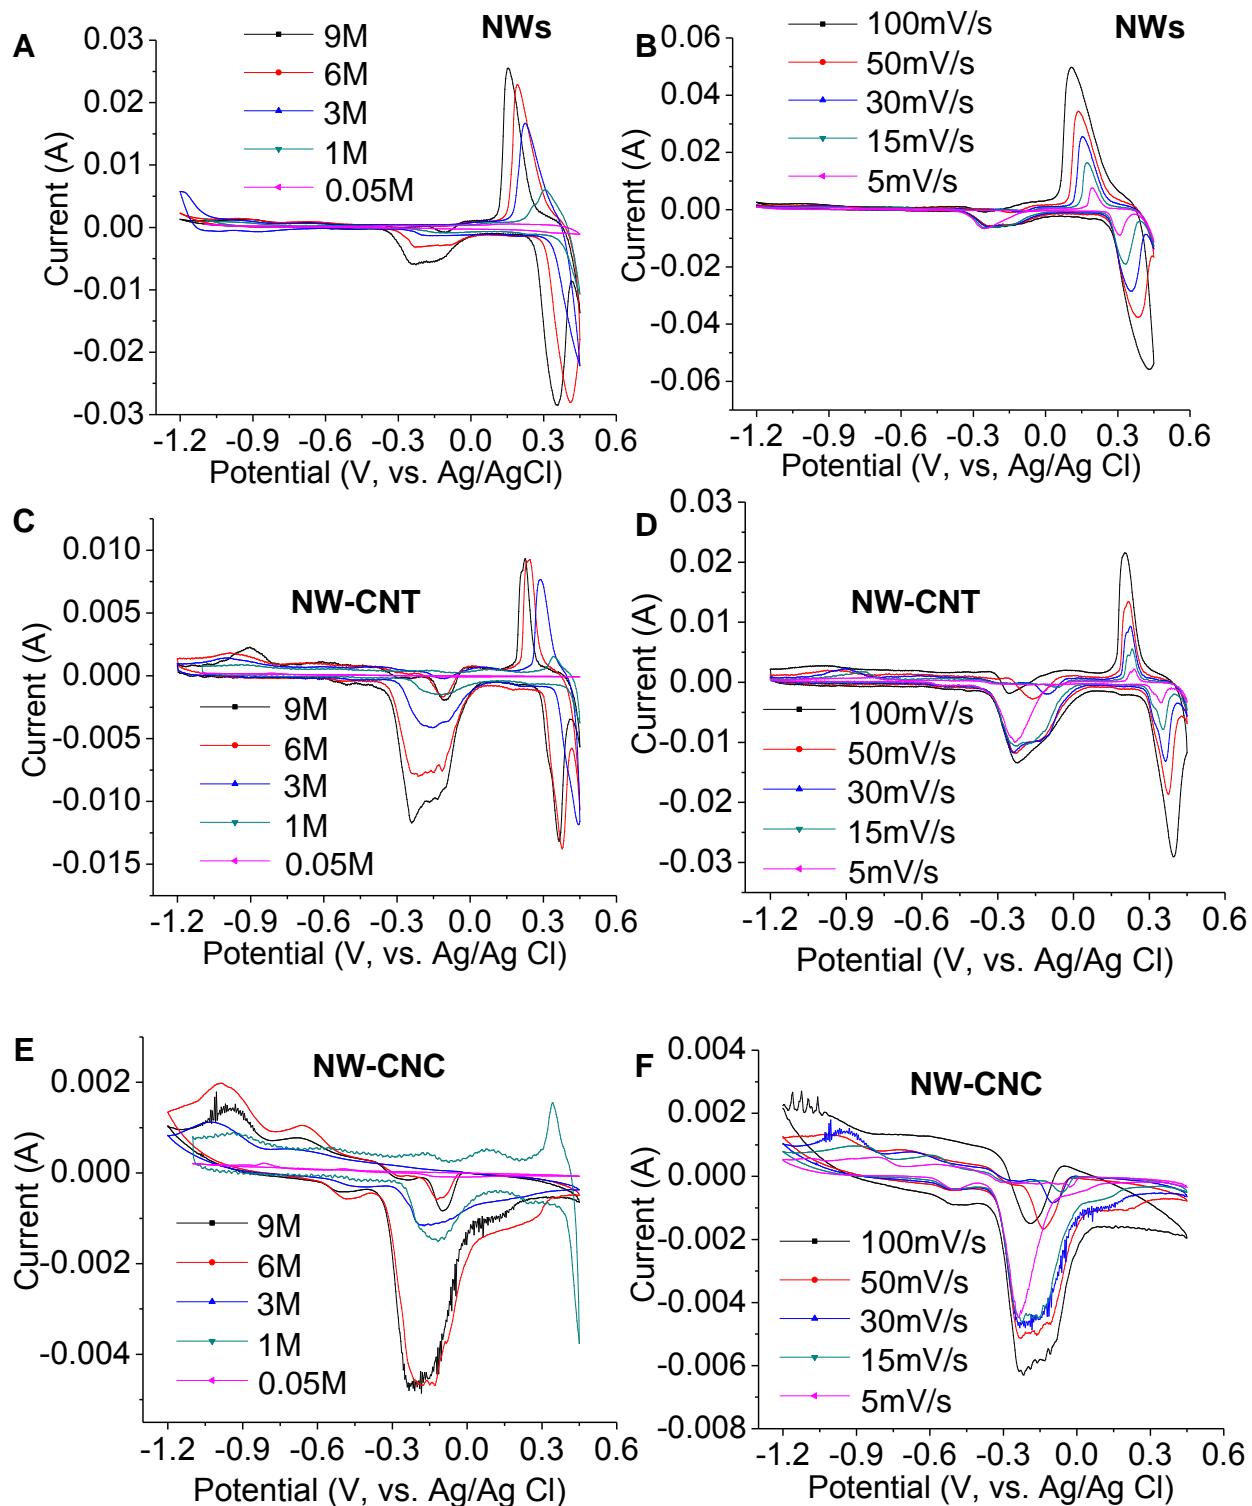 A
NWs
9M
6M
3M
1M
0.05M
0.03
0.02
0.01
0.00
-0.01
-0.02
-0.03
Current (A)
-1.2 -0.9 -0.6 -0.3 0.0 0.3 0.6
Potential (V, vs. Ag/AgCl)
B
NWs
100mV/s
50mV/s
30mV/s
15mV/s
5mV/s
0.06
0.04
0.02
0.00
-0.02
-0.04
-0.06
Current (A)
-1.2 -0.9 -0.6 -0.3 0.0 0.3 0.6
Potential (V, vs, Ag/Ag Cl)
C
NW-CNT
9M
6M
3M
1M
0.05M
0.010
0.005
0.000
-0.005
-0.010
-0.015
Current (A)
-1.2 -0.9 -0.6 -0.3 0.0 0.3 0.6
Potential (V, vs. Ag/Ag Cl)
D
NW-CNT
100mV/s
50mV/s
30mV/s
15mV/s
5mV/s
0.03
0.02
0.01
0.00
-0.01
-0.02
-0.03
Current (A)
-1.2 -0.9 -0.6 -0.3 0.0 0.3 0.6
Potential (V, vs. Ag/Ag Cl)
E
NW-CNC
9M
6M
3M
1M
0.05M
0.002
0.000
-0.002
-0.004
Current (A)
-1.2 -0.9 -0.6 -0.3 0.0 0.3 0.6
Potential (V, vs. Ag/Ag Cl)
F
NW-CNC
100mV/s
50mV/s
30mV/s
15mV/s
5mV/s
0.004
0.002
0.000
-0.002
-0.004
-0.006
-0.008
Current (A)
-1.2 -0.9 -0.6 -0.3 0.0 0.3 0.6
Potential (V, vs. Ag/Ag Cl)